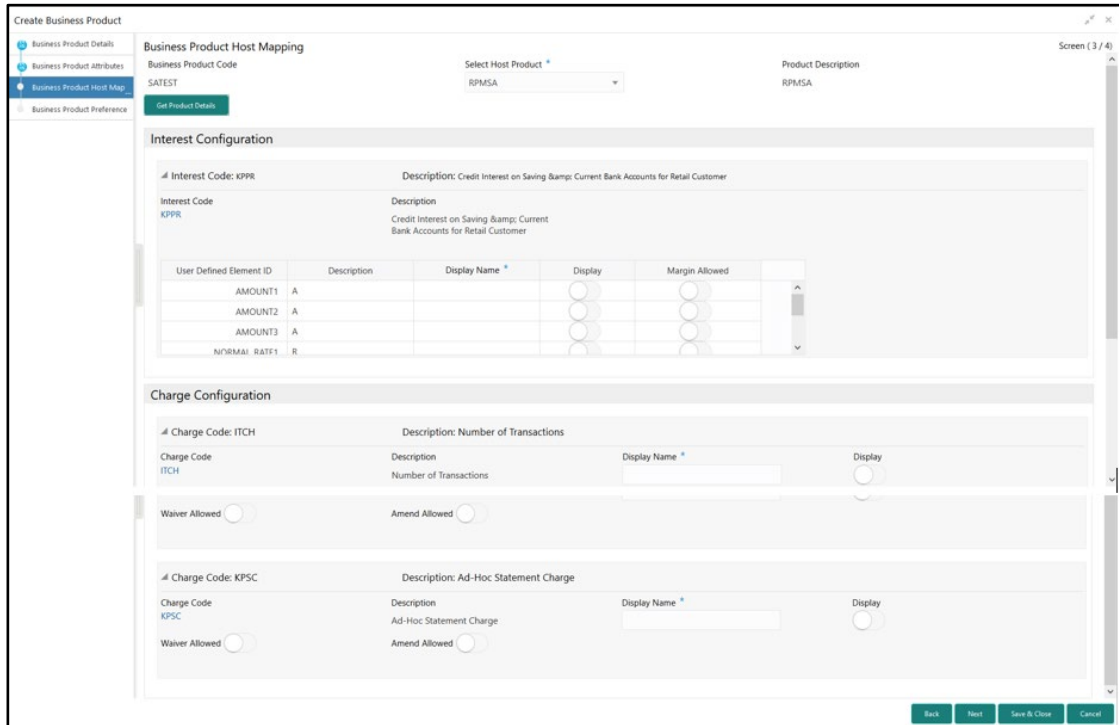 Create Business Product
Business Product Details
Business Product Attributes
Business Product Host Map...
Business Product Preference
Business Product Host Mapping
Screen ( 3 / 4)
Business Product Code
Select Host Product *
Product Description
SATEST
RPMSA
RPMSA
Get Product Details
Interest Configuration
Interest Code: KPPR
Description: Credit Interest on Saving &amp; Current Bank Accounts for Retail Customer
Interest Code
Description
KPPR
Credit Interest on Saving &amp; Current
Bank Accounts for Retail Customer
User Defined Element ID
Description
Display Name *
Display
Margin Allowed
AMOUNT1 A
AMOUNT2 A
AMOUNT3 A
NORMAL_RATE1 R
Charge Configuration
Charge Code: ITCH
Description: Number of Transactions
Charge Code
Description
Display Name *
Display
ITCH
Number of Transactions
Waiver Allowed
Amend Allowed
Charge Code: KPSC
Description: Ad-Hoc Statement Charge
Charge Code
Description
Display Name *
Display
KPSC
Ad-Hoc Statement Charge
Waiver Allowed
Amend Allowed
Back
Next
Save & Close
Cancel